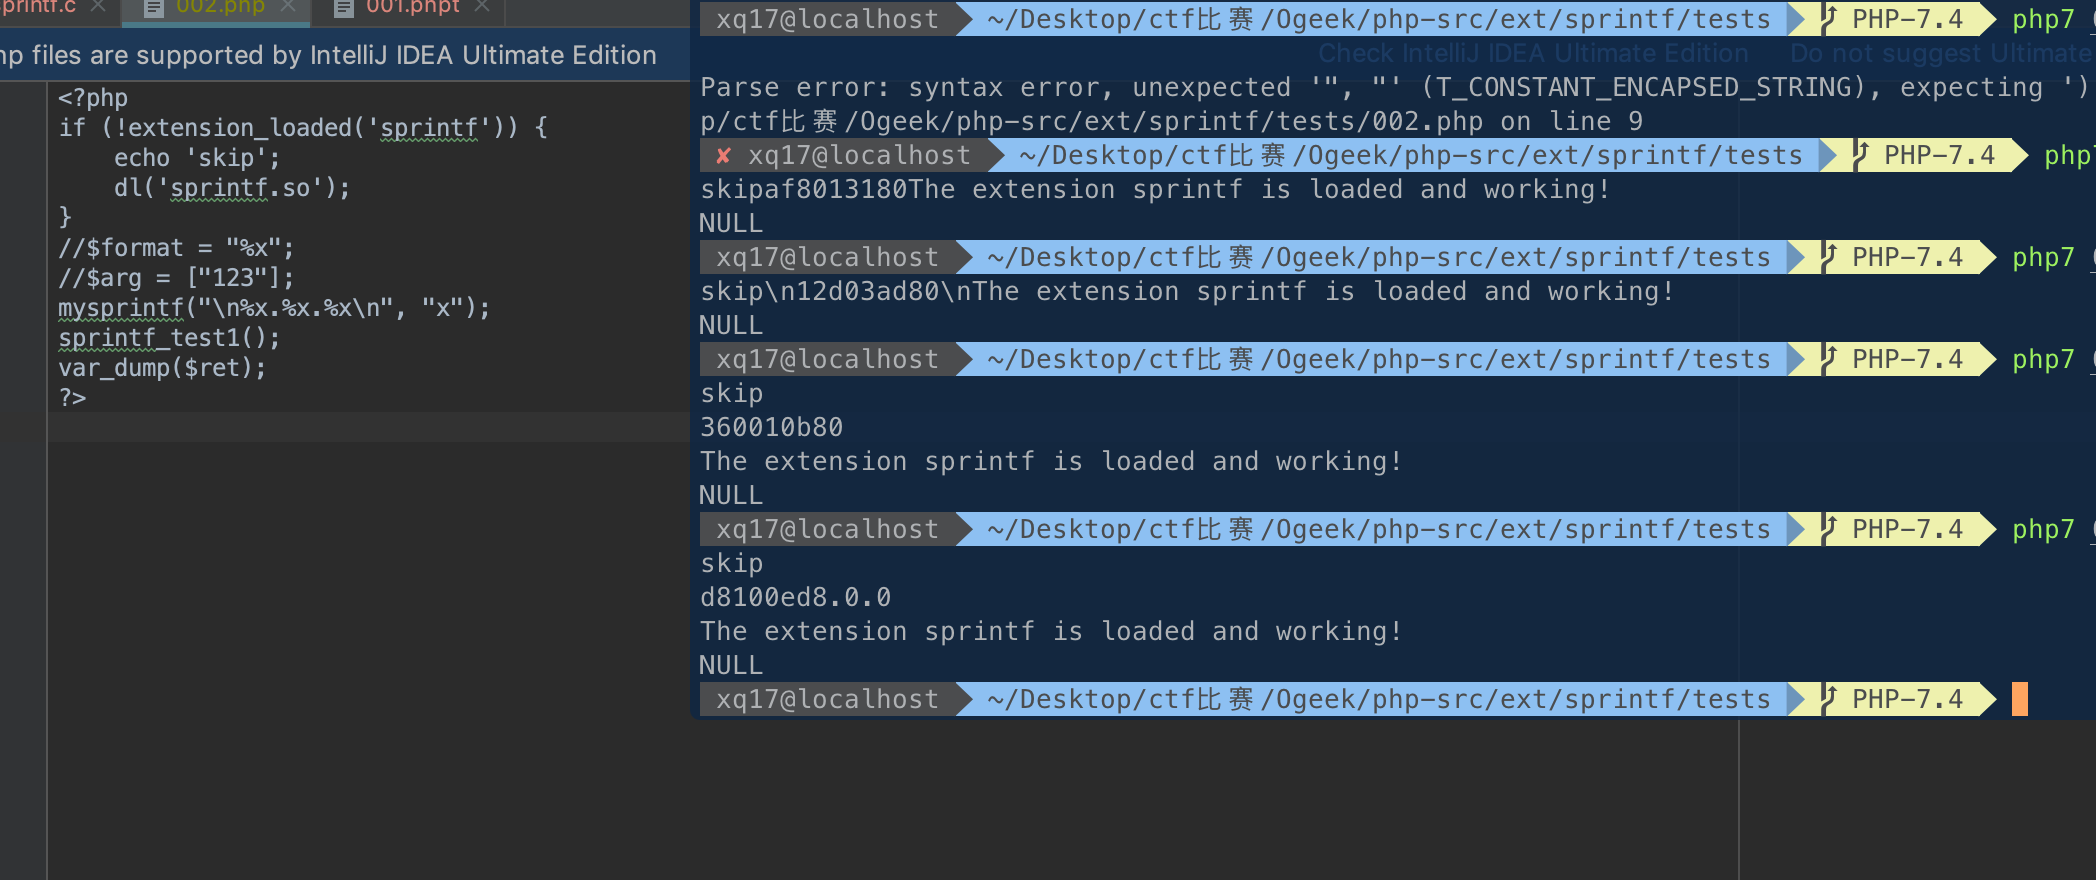 sprintf.c
002.php
001.phpt
hp files are supported by IntelliJ IDEA Ultimate Edition
<?php
if (!extension_loaded('sprintf')) {
    echo 'skip';
    dl('sprintf.so');
}
//$format = "%x";
//$arg = ["123"];
mysprintf("\n%x.%x.%x\n", "x");
sprintf_test1();
var_dump($ret);
?>
xq17@localhost ~/Desktop/ctf比赛/Ogeek/php-src/ext/sprintf/tests PHP-7.4 php7
Check IntelliJ IDEA Ultimate Edition Do not suggest Ultimate
Parse error: syntax error, unexpected '", "' (T_CONSTANT_ENCAPSED_STRING), expecting ')
p/ctf比赛/Ogeek/php-src/ext/sprintf/tests/002.php on line 9
✘ xq17@localhost ~/Desktop/ctf比赛/Ogeek/php-src/ext/sprintf/tests PHP-7.4 php7
skipaf8013180The extension sprintf is loaded and working!
NULL
xq17@localhost ~/Desktop/ctf比赛/Ogeek/php-src/ext/sprintf/tests PHP-7.4 php7
skip\n12d03ad80\nThe extension sprintf is loaded and working!
NULL
xq17@localhost ~/Desktop/ctf比赛/Ogeek/php-src/ext/sprintf/tests PHP-7.4 php7
skip
360010b80
The extension sprintf is loaded and working!
NULL
xq17@localhost ~/Desktop/ctf比赛/Ogeek/php-src/ext/sprintf/tests PHP-7.4 php7
skip
d8100ed8.0.0
The extension sprintf is loaded and working!
NULL
xq17@localhost ~/Desktop/ctf比赛/Ogeek/php-src/ext/sprintf/tests PHP-7.4